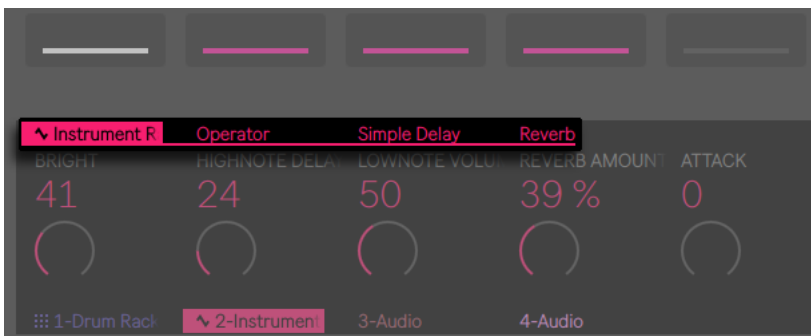 Instrument R Operator Simple Delay Reverb
BRIGHT HIGHNOTE DELA LOWNOTE VOLU REVERB AMOUNT ATTACK
41 24 50 39 % 0
1-Drum Rack 2-Instrument 3-Audio 4-Audio